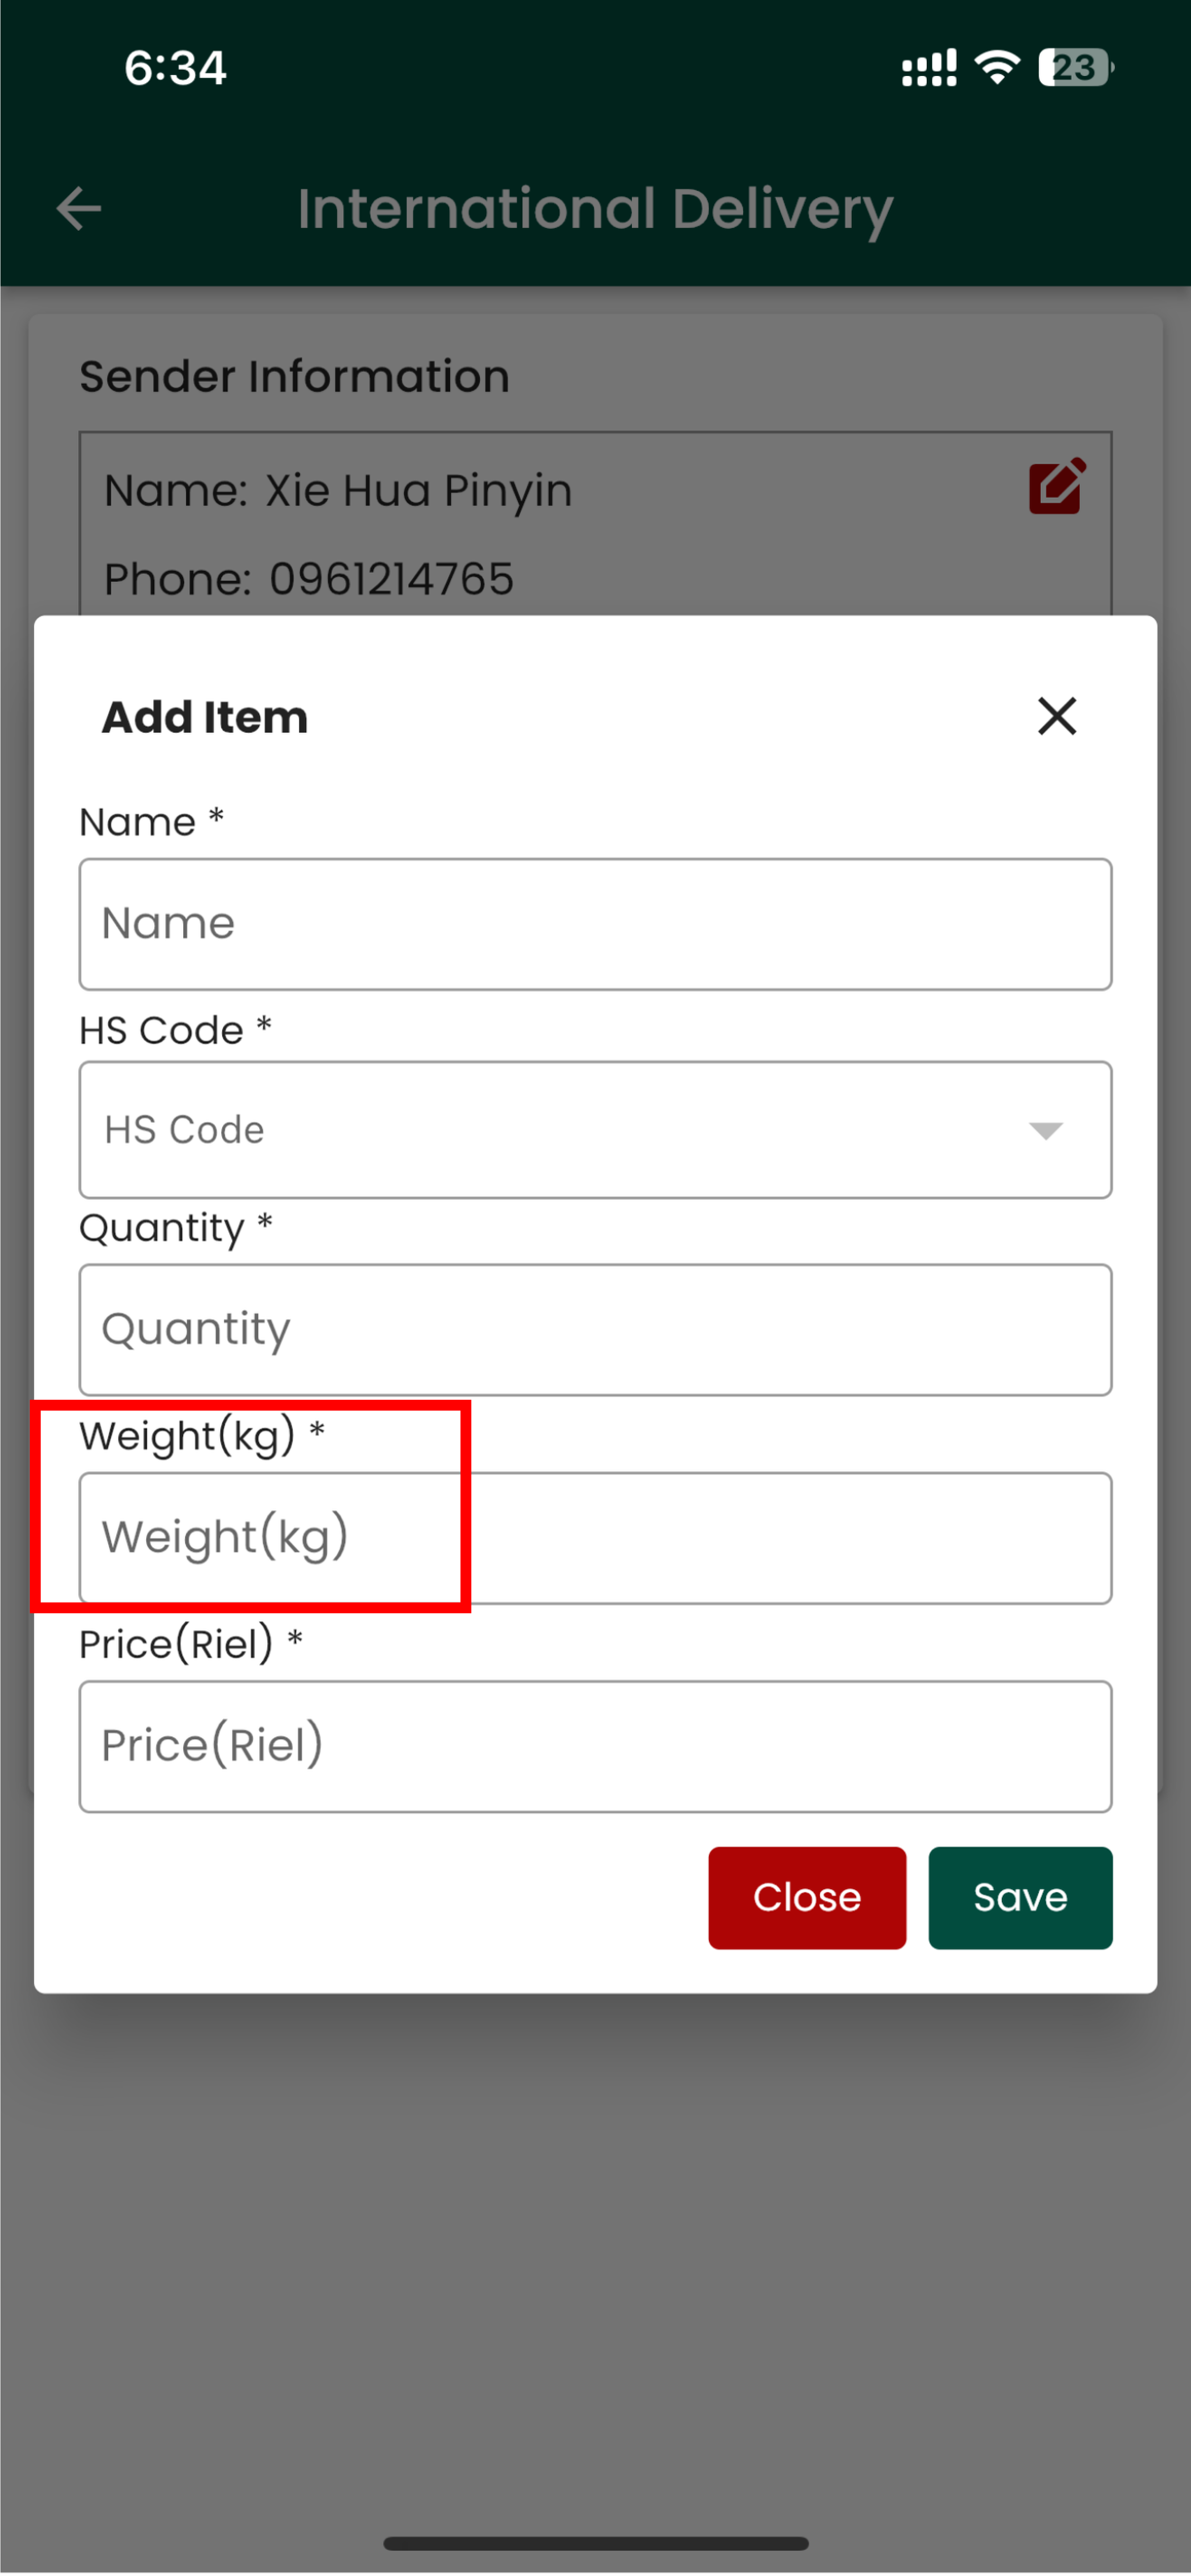 6:34
23
International Delivery
Sender Information
Name: Xie Hua Pinyin
Phone: 0961214765
Add Item
Name *
Name
HS Code *
HS Code
Quantity *
Quantity
Weight(kg) *
Weight(kg)
Price(Riel) *
Price(Riel)
Close
Save